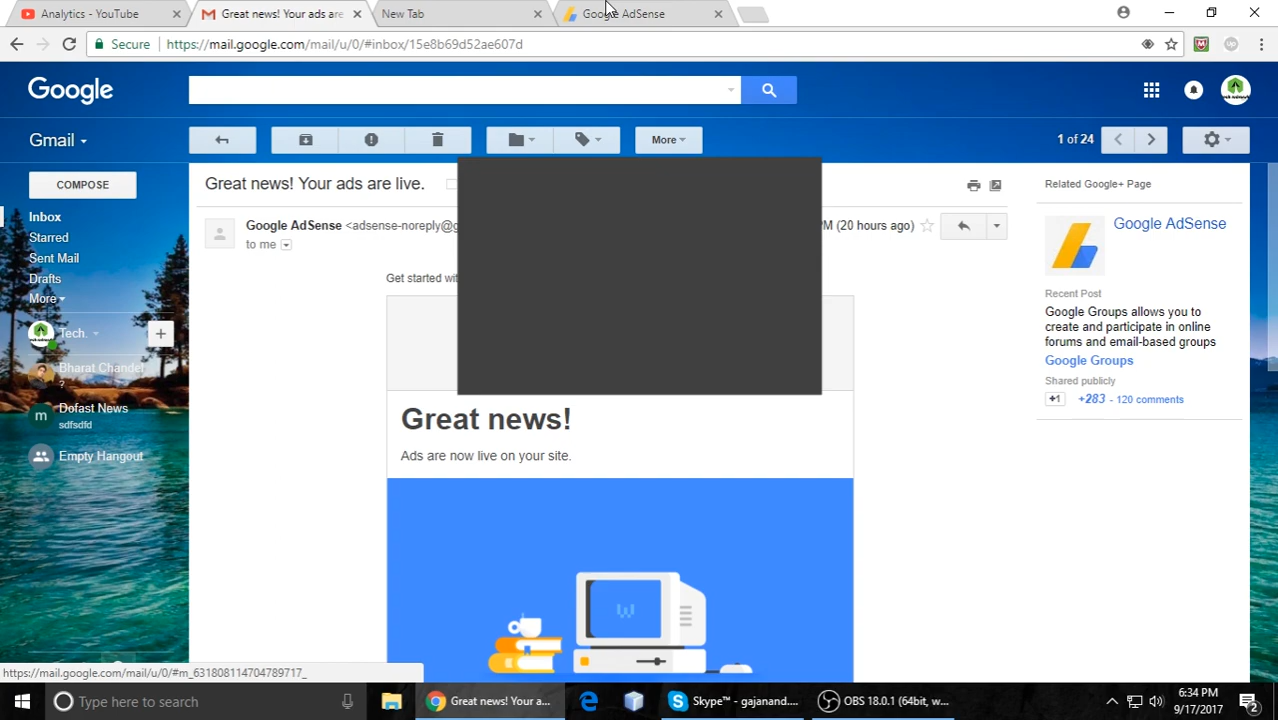 Analytics - YouTube
Great news! Your ads are
New Tab
Google AdSense
Secure
https://mail.google.com/mail/u/0/#inbox/15e8b69d52ae607d
Google
Gmail
More
1 of 24
COMPOSE
Great news! Your ads are live.
Related Google+ Page
Inbox
Starred
Sent Mail
Drafts
More
Google AdSense <adsense-noreply@g
PM (20 hours ago)
to me
Google AdSense
Get started wit
Recent Post
Google Groups allows you to
create and participate in online
forums and email-based groups
Google Groups
Shared publicly
+1 +283 - 120 comments
Tech.
Bharat Chandel
?
m
Dofast News
sdfsdfd
Empty Hangout
Great news!
Ads are now live on your site.
https://mail.google.com/mail/u/0/#m_631808114704789717_
Type here to search
Great news! Your a...
Skype™ - gajanand....
OBS 18.0.1 (64bit, w...
6:34 PM
9/17/2017
2